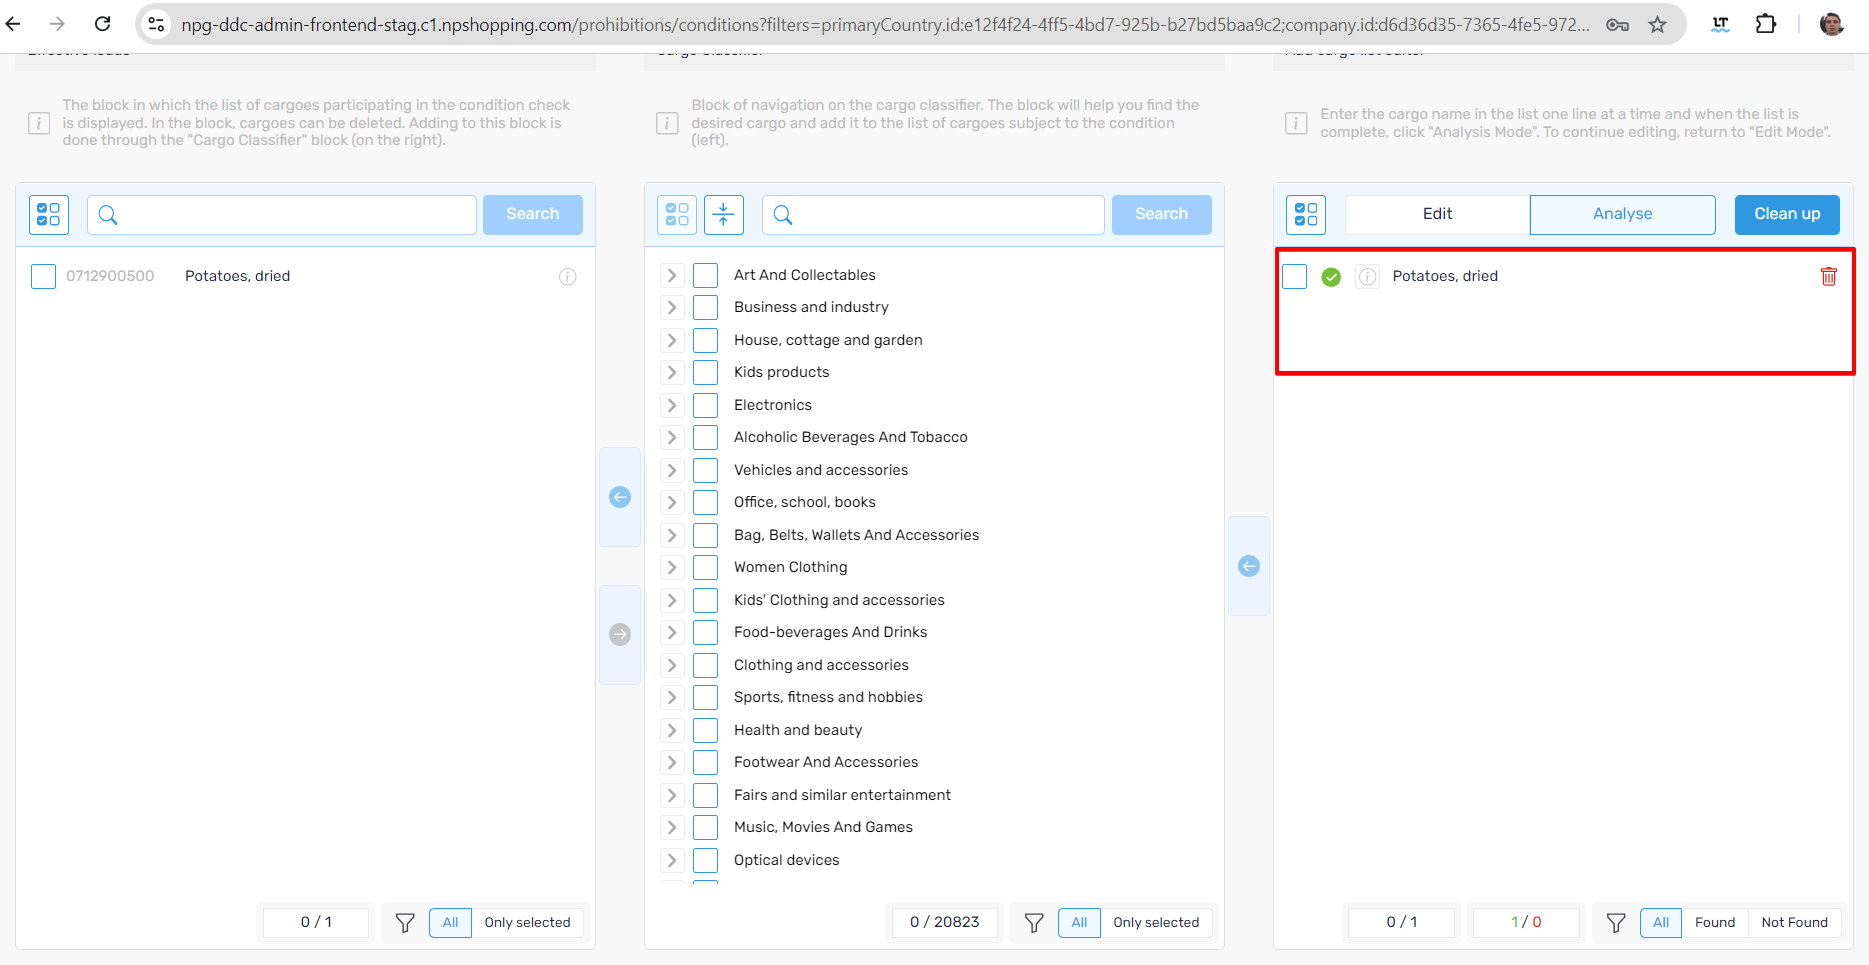 npg-ddc-admin-frontend-stag.c1.npshopping.com/prohibitions/conditions?filters=primaryCountry.id:e12f4f24-4ff5-4bd7-925b-b27bd5baa9c2;company.id:d6d36d35-7365-4fe5-972...
LT
The block in which the list of cargoes participating in the condition check
is displayed. In the block, cargoes can be deleted. Adding to this block is
done through the "Cargo Classifier" block (on the right).
Search
0712900500 Potatoes, dried
0 / 1
All
Only selected
Block of navigation on the cargo classifier. The block will help you find the
desired cargo and add it to the list of cargoes subject to the condition
(left).
Search
Art And Collectables
Business and industry
House, cottage and garden
Kids products
Electronics
Alcoholic Beverages And Tobacco
Vehicles and accessories
Office, school, books
Bag, Belts, Wallets And Accessories
Women Clothing
Kids' Clothing and accessories
Food-beverages And Drinks
Clothing and accessories
Sports, fitness and hobbies
Health and beauty
Footwear And Accessories
Fairs and similar entertainment
Music, Movies And Games
Optical devices
0 / 20823
All
Only selected
Enter the cargo name in the list one line at a time and when the list is
complete, click "Analysis Mode". To continue editing, return to "Edit Mode".
Edit
Analyse
Clean up
Potatoes, dried
0 / 1
1 / 0
All
Found
Not Found